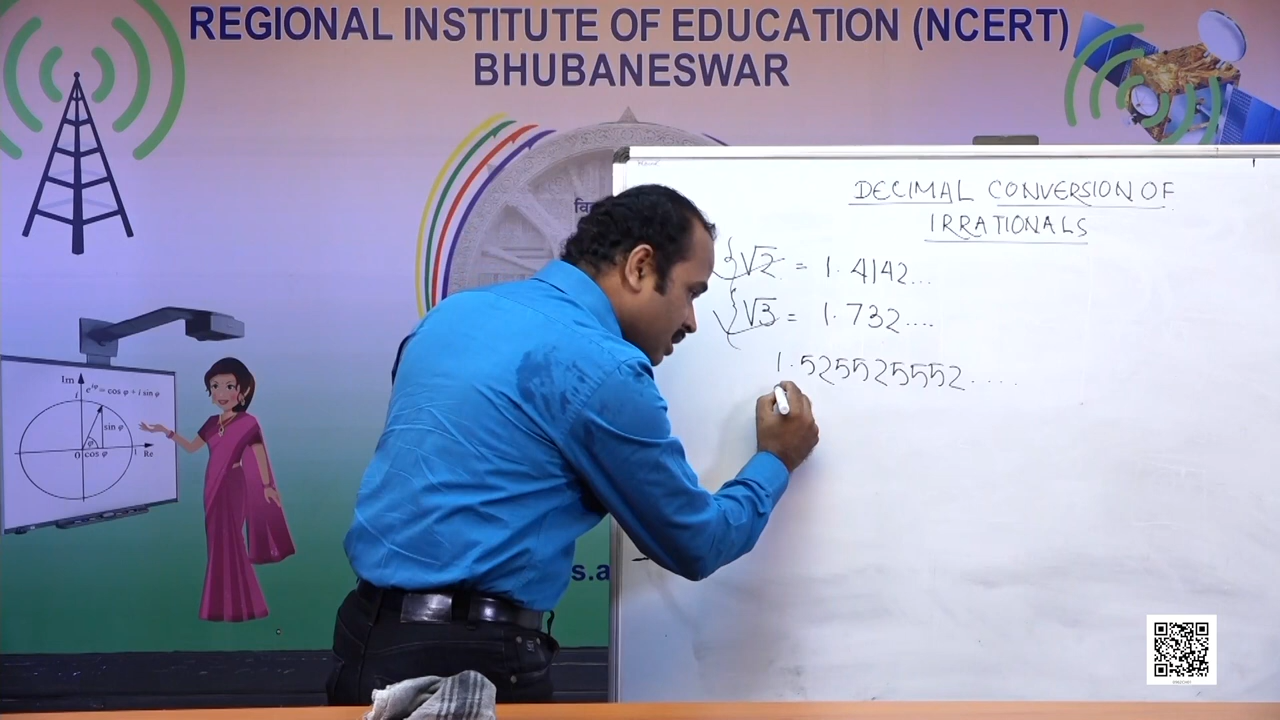 REGIONAL INSTITUTE OF EDUCATION (NCERT)
BHUBANESWAR
DECIMAL CONVERSION OF
IRRATIONALS
√2 = 1.4142...
√3 = 1.732....
1.525525552.....
Im
i
e^iφ = cos φ + i sin φ
sin φ
φ
0
cos φ
i
Re
वि
s.a